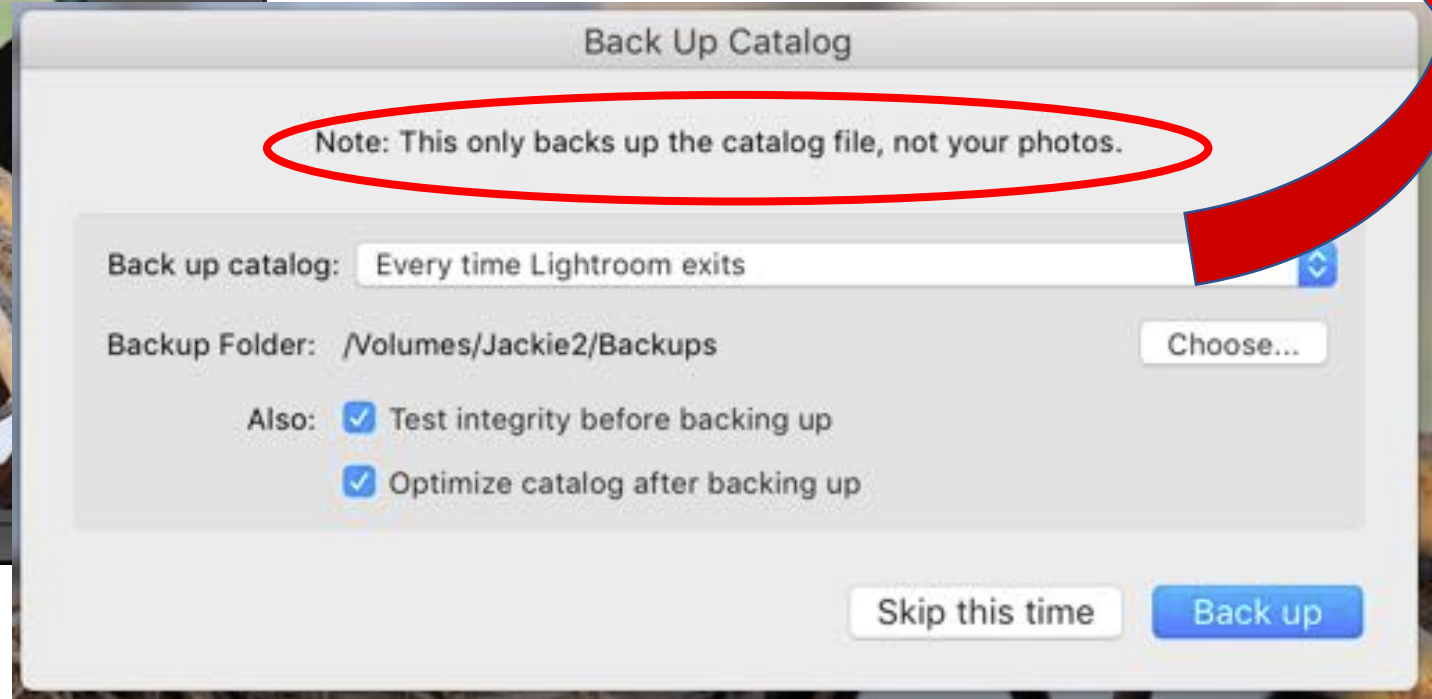 Back Up Catalog
Note: This only backs up the catalog file, not your photos.
Back up catalog: Every time Lightroom exits
Backup Folder: /Volumes/Jackie2/Backups
Choose...
Also: Test integrity before backing up
Optimize catalog after backing up
Skip this time
Back up